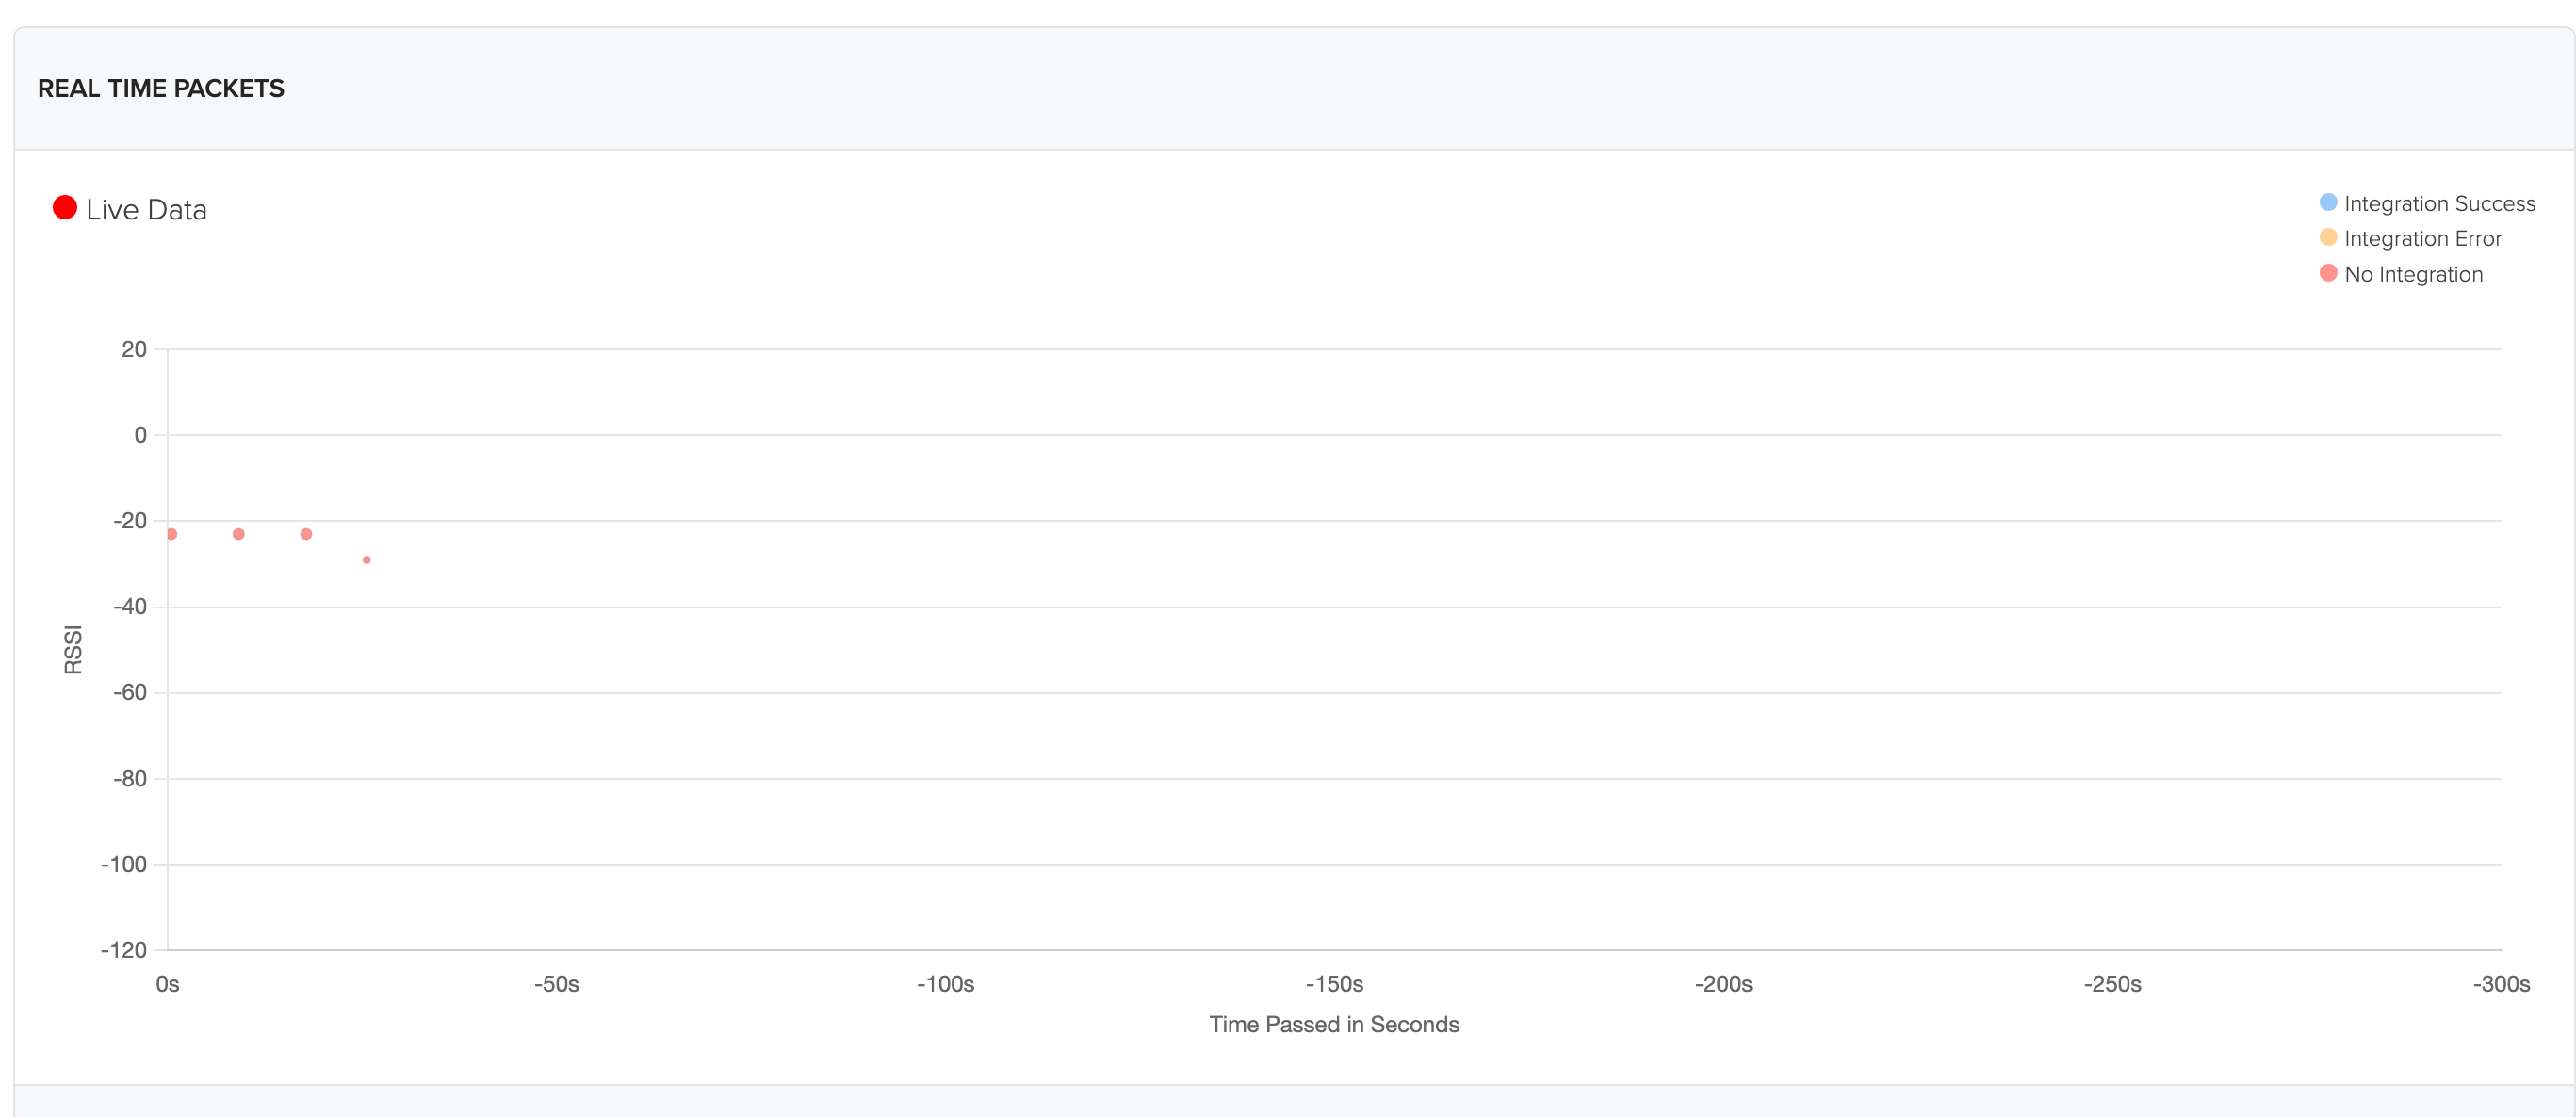 REAL TIME PACKETS
Live Data
Integration Success
Integration Error
No Integration
20
0
-20
-40
-60
-80
-100
-120
RSSI
0s -50s -100s -150s -200s -250s -300s
Time Passed in Seconds